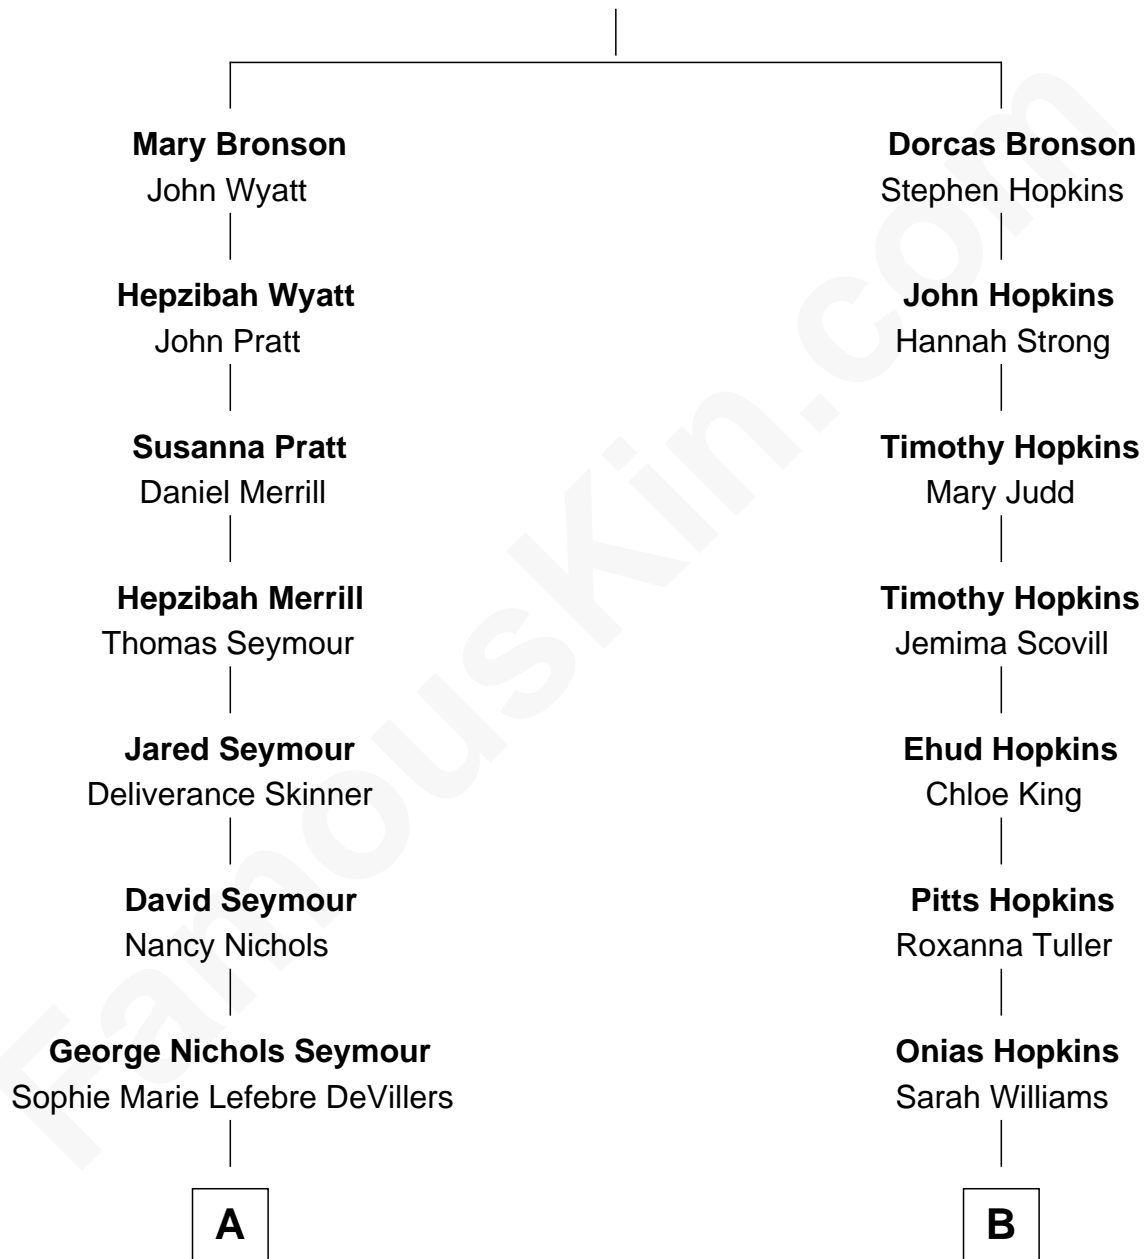 Mary Bronson
John Wyatt
Hepzibah Wyatt
John Pratt
Susanna Pratt
Daniel Merrill
Hepzibah Merrill
Thomas Seymour
Jared Seymour
Deliverance Skinner
David Seymour
Nancy Nichols
George Nichols Seymour
Sophie Marie Lefebre DeVillers
A
Dorcas Bronson
Stephen Hopkins
John Hopkins
Hannah Strong
Timothy Hopkins
Mary Judd
Timothy Hopkins
Jemima Scovill
Ehud Hopkins
Chloe King
Pitts Hopkins
Roxanna Tuller
Onias Hopkins
Sarah Williams
B
FamousKin.com